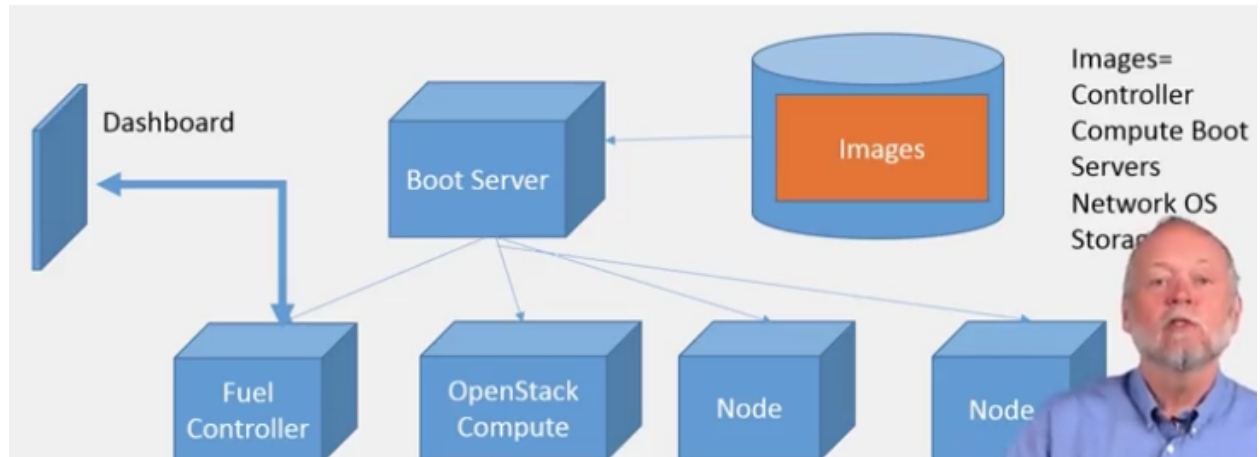 Dashboard
Boot Server
Images
Images=
Controller
Compute Boot
Servers
Network OS
Fuel
Controller
OpenStack
Compute
Node
Node